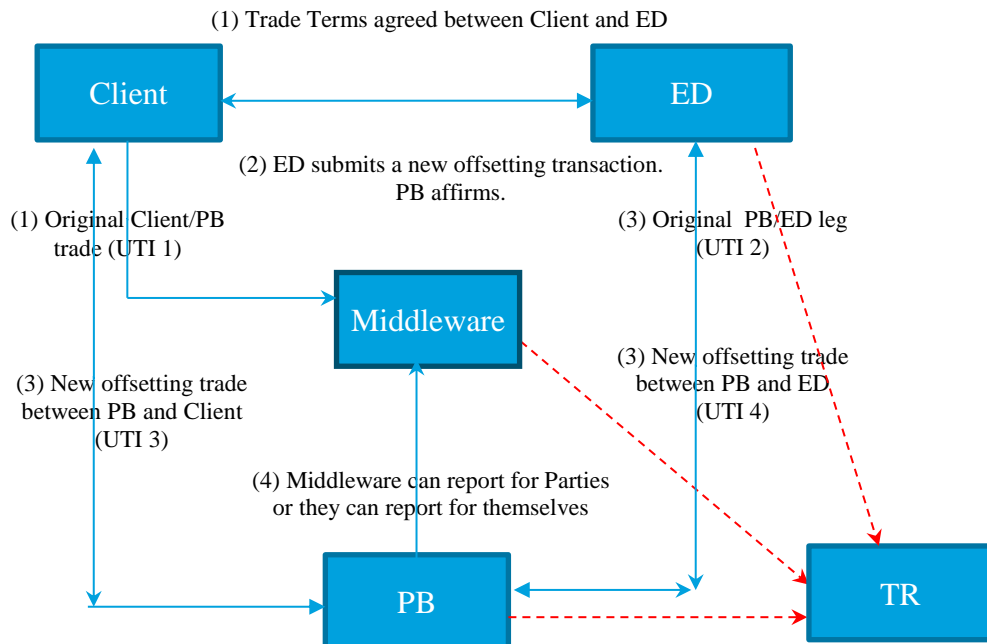 (1) Trade Terms agreed between Client and ED
Client
ED
(2) ED submits a new offsetting transaction.
PB affirms.
(1) Original Client/PB
trade (UTI 1)
(3) Original PB/ED leg
(UTI 2)
Middleware
(3) New offsetting trade
between PB and Client
(UTI 3)
(3) New offsetting trade
between PB and ED
(UTI 4)
(4) Middleware can report for Parties
or they can report for themselves
PB
TR